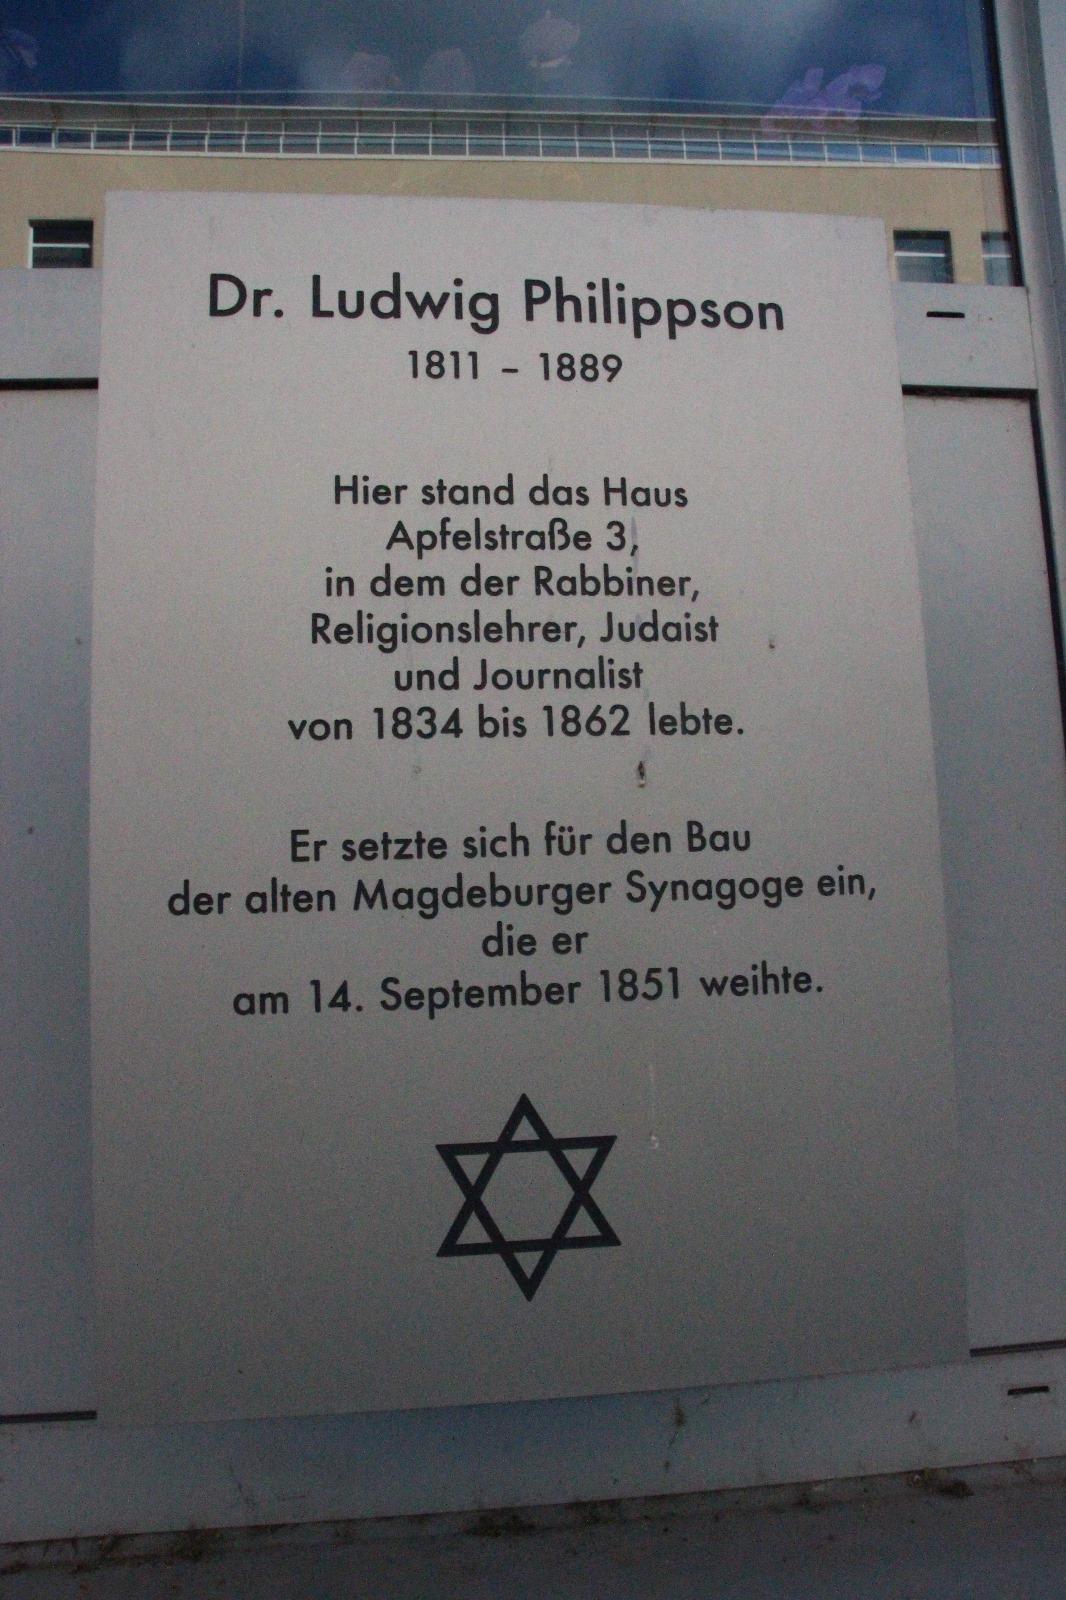 Dr. Ludwig Philippson
1811 – 1889
Hier stand das Haus
Apfelstraße 3,
in dem der Rabbiner,
Religionslehrer, Judaist
und Journalist
von 1834 bis 1862 lebte.
Er setzte sich für den Bau
der alten Magdeburger Synagoge ein,
die er
am 14. September 1851 weihte.